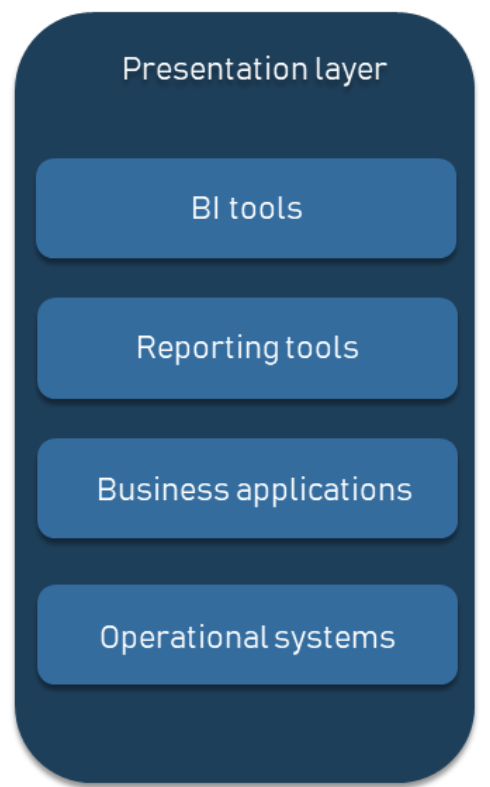 Presentation layer
BI tools
Reporting tools
Business applications
Operational systems